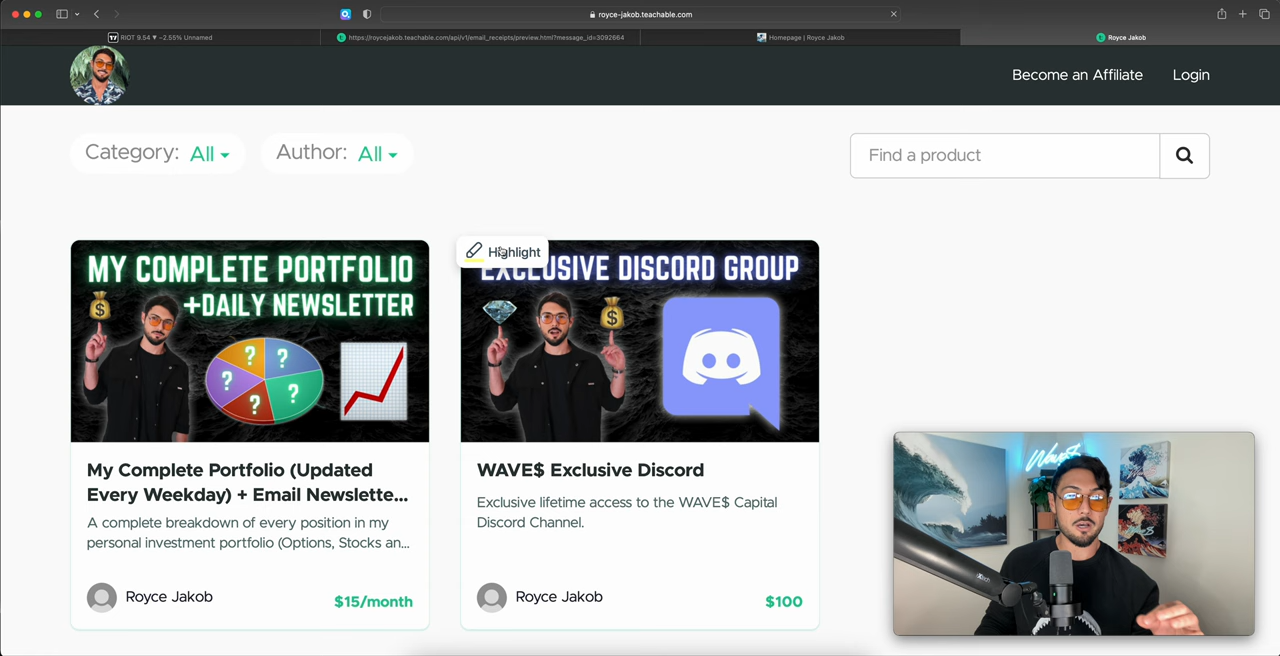 royce-jakob.teachable.com
RIOT 9.54 ▼ −2.55% Unnamed
https://roycejakob.teachable.com/api/v1/email_receipts/preview.html?message_id=3092664
Homepage | Royce Jakob
Royce Jakob
Become an Affiliate
Login
Category: All
Author: All
Find a product
MY COMPLETE PORTFOLIO
+DAILY NEWSLETTER
? ? ? ? ?
$
My Complete Portfolio (Updated
Every Weekday) + Email Newslette...
A complete breakdown of every position in my
personal investment portfolio (Options, Stocks an...
Royce Jakob
$15/month
Highlight
EXCLUSIVE DISCORD GROUP
$
WAVE$ Exclusive Discord
Exclusive lifetime access to the WAVE$ Capital
Discord Channel.
Royce Jakob
$100